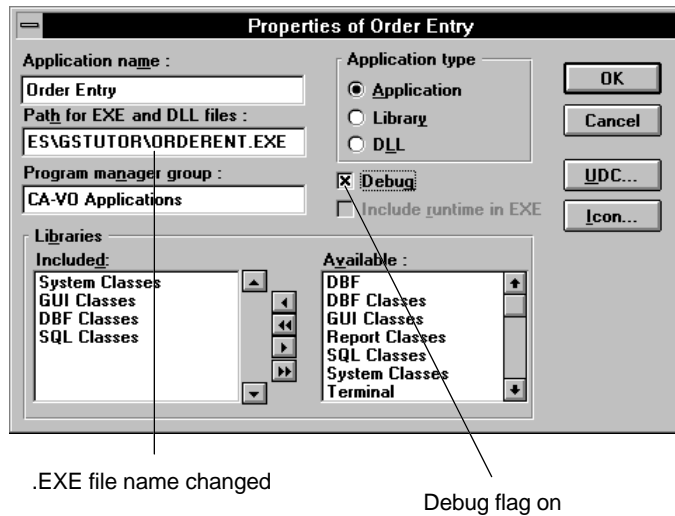 Properties of Order Entry
Application name :
Order Entry
Path for EXE and DLL files :
ES\GSTUTOR\ORDERENT.EXE
Program manager group :
CA-VO Applications
Application type
Application
Library
DLL
Debug
Include runtime in EXE
OK
Cancel
UDC...
Icon...
Libraries
Included:
System Classes
GUI Classes
DBF Classes
SQL Classes
Available :
DBF
DBF Classes
GUI Classes
Report Classes
SQL Classes
System Classes
Terminal
.EXE file name changed
Debug flag on